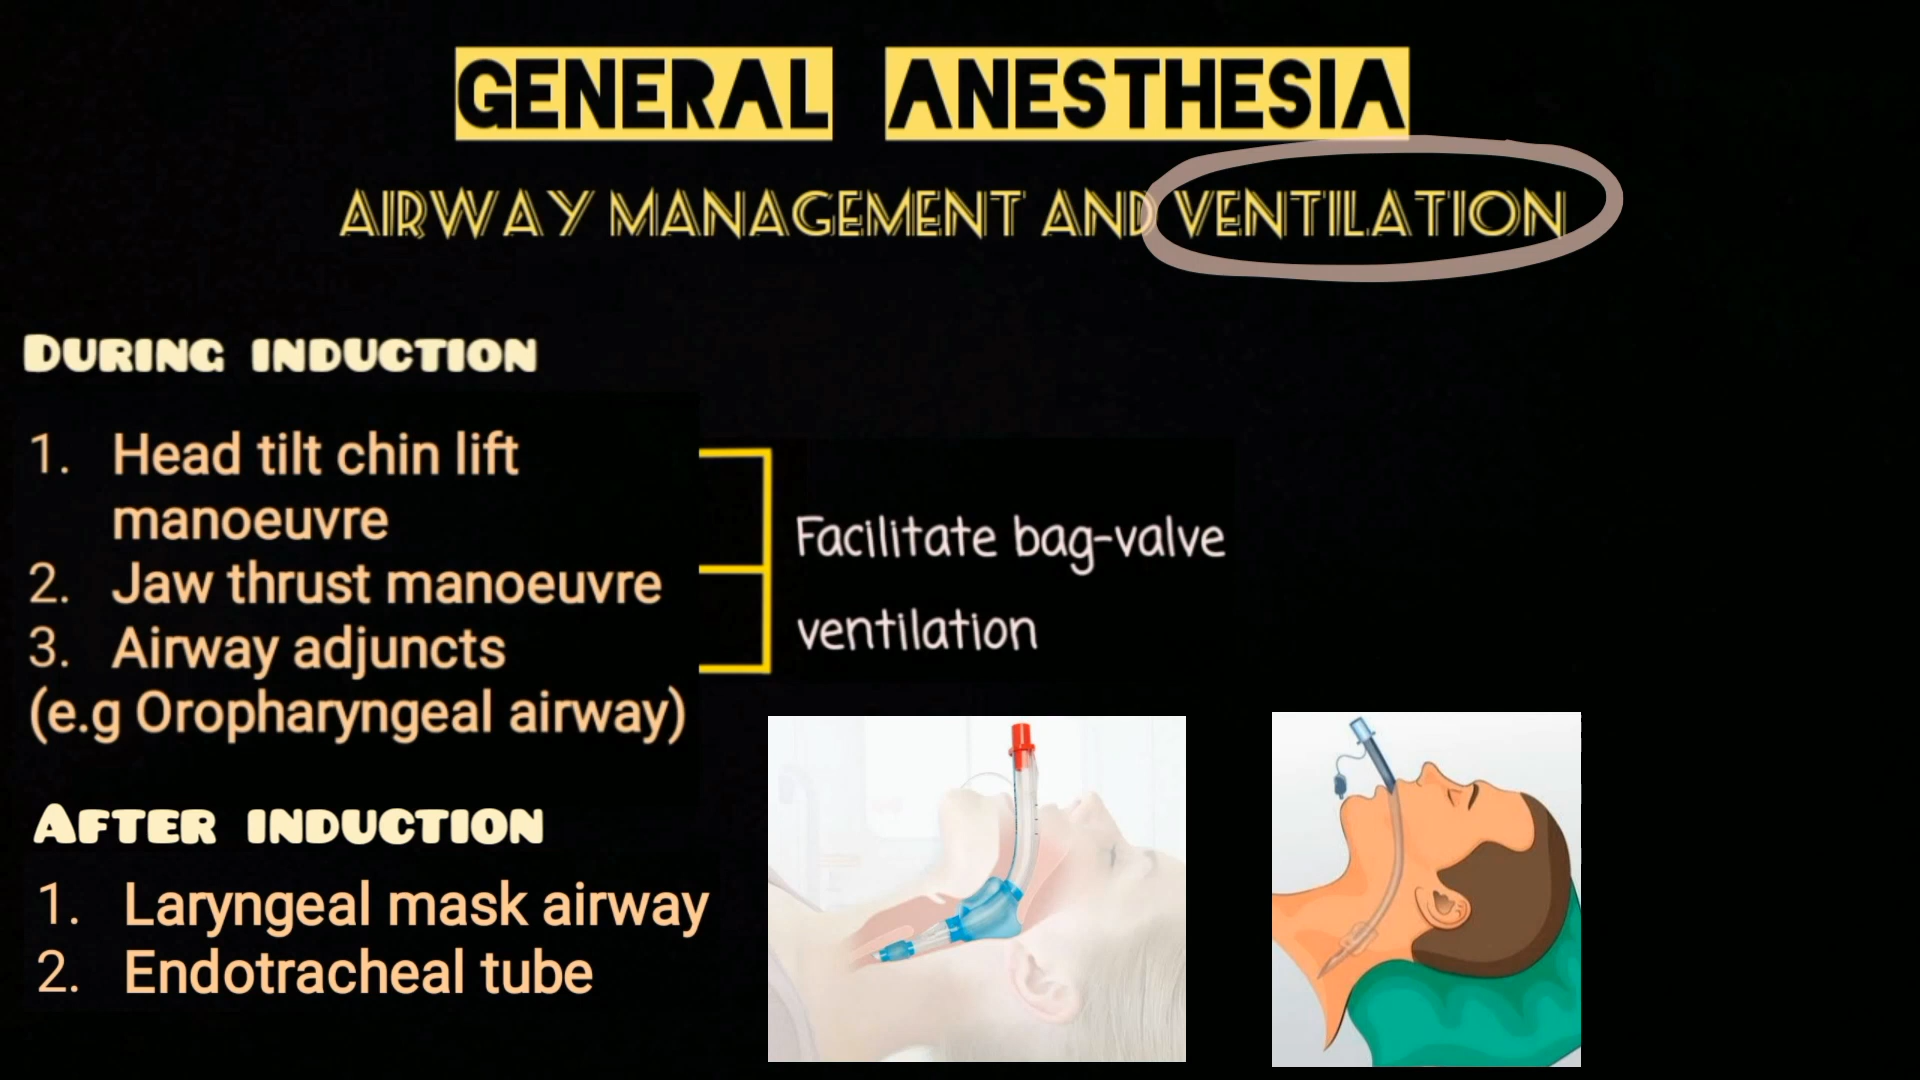 GENERAL ANESTHESIA
AIRWAY MANAGEMENT AND VENTILATION
DURING INDUCTION
1. Head tilt chin lift
manoeuvre
2. Jaw thrust manoeuvre
3. Airway adjuncts
(e.g Oropharyngeal airway)
Facilitate bag-valve
ventilation
AFTER INDUCTION
1. Laryngeal mask airway
2. Endotracheal tube